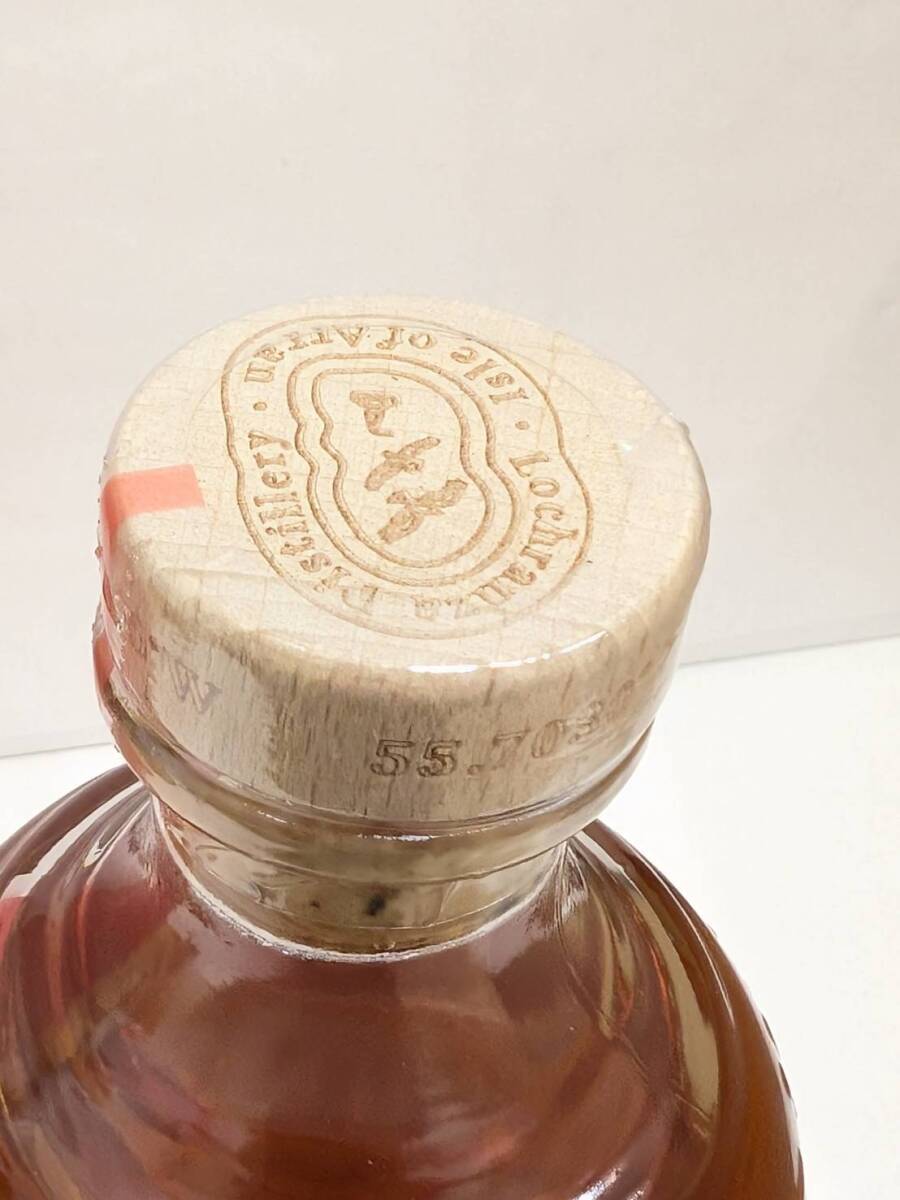 Lochranza Distillery · Isle of Arran ·
W
55.703